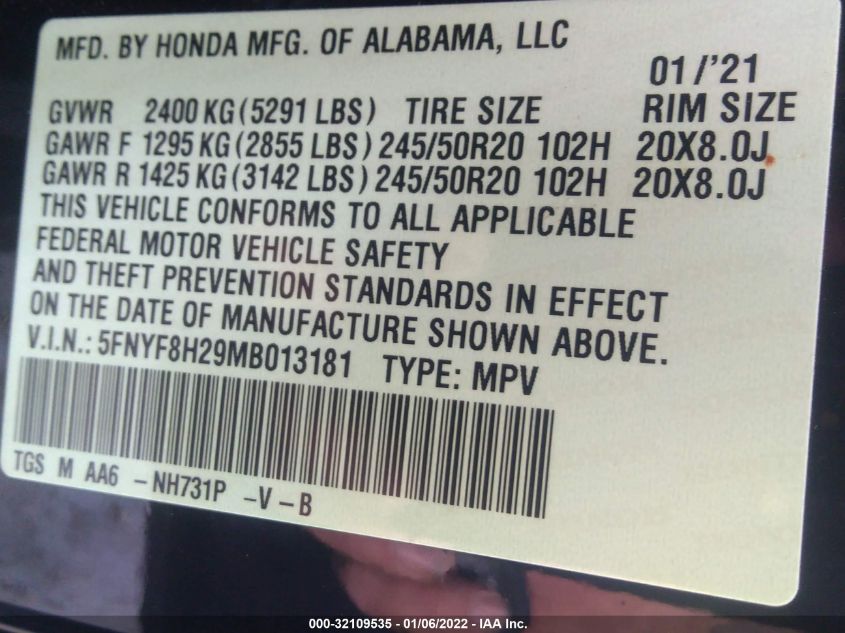 MFD. BY HONDA MFG. OF ALABAMA, LLC
01/'21
GVWR 2400 KG (5291 LBS) TIRE SIZE RIM SIZE
GAWR F 1295 KG (2855 LBS) 245/50R20 102H 20X8.0J
GAWR R 1425 KG (3142 LBS) 245/50R20 102H 20X8.0J
THIS VEHICLE CONFORMS TO ALL APPLICABLE
FEDERAL MOTOR VEHICLE SAFETY
AND THEFT PREVENTION STANDARDS IN EFFECT
ON THE DATE OF MANUFACTURE SHOWN ABOVE.
V.I.N.: 5FNYF8H29MB013181 TYPE: MPV
TGS M AA6 -NH731P -V-B
000-32109535 - 01/06/2022 - IAA Inc.